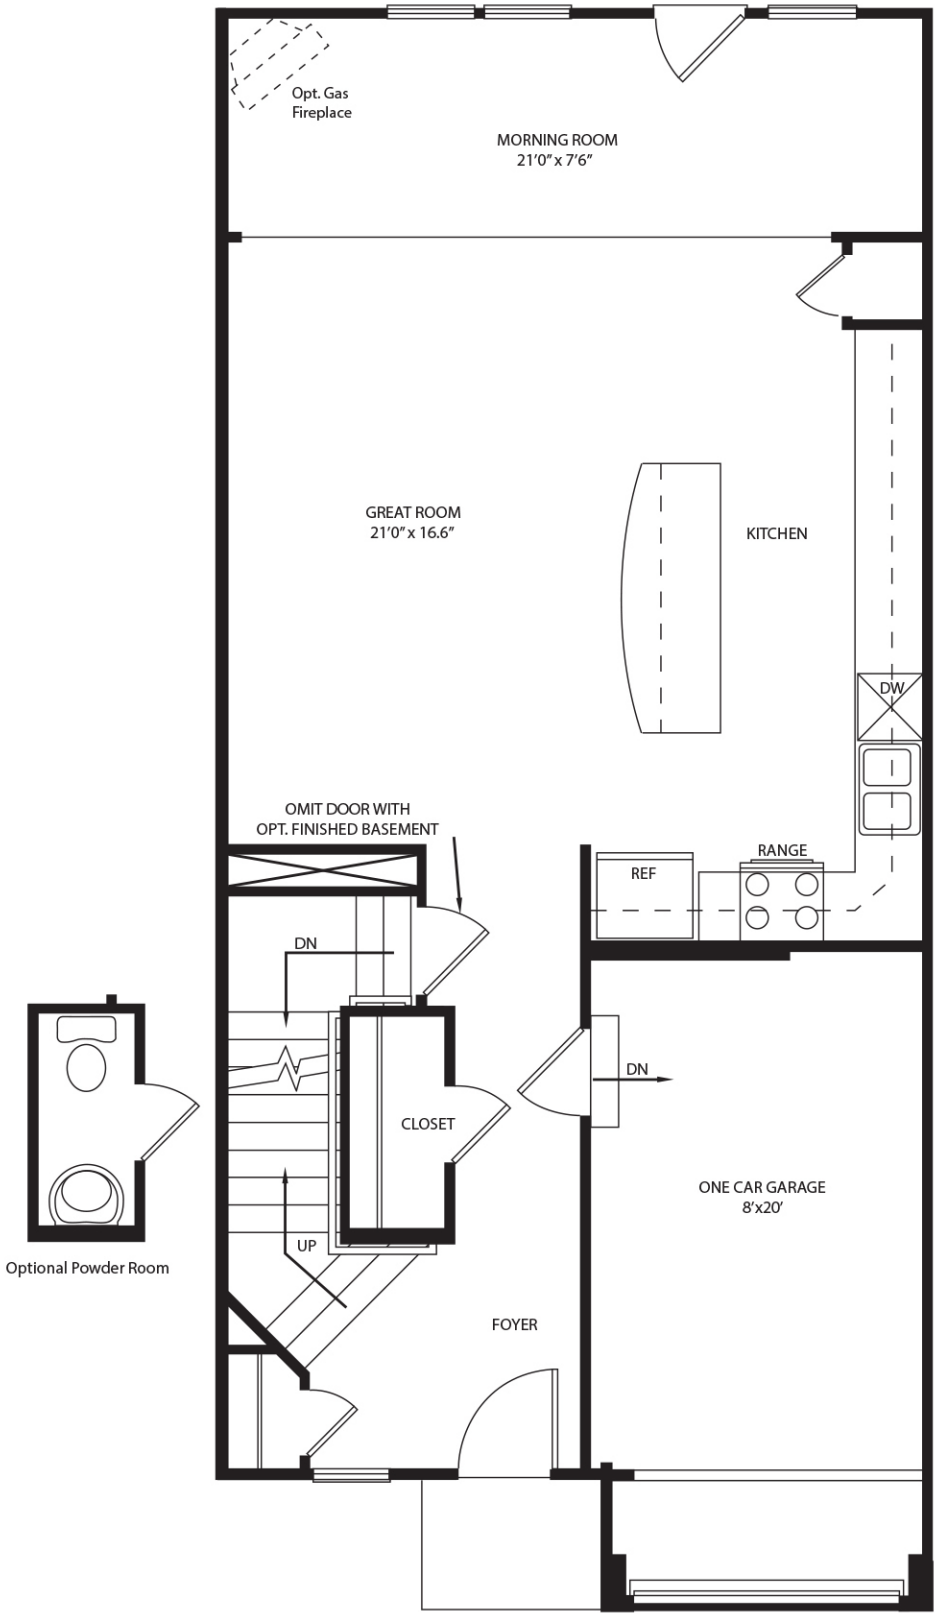 Opt. Gas
Fireplace
MORNING ROOM
21'0" x 7'6"
GREAT ROOM
21'0" x 16.6"
KITCHEN
DW
OMIT DOOR WITH
OPT. FINISHED BASEMENT
RANGE
REF
DN
DN
CLOSET
ONE CAR GARAGE
8'x20'
UP
Optional Powder Room
FOYER